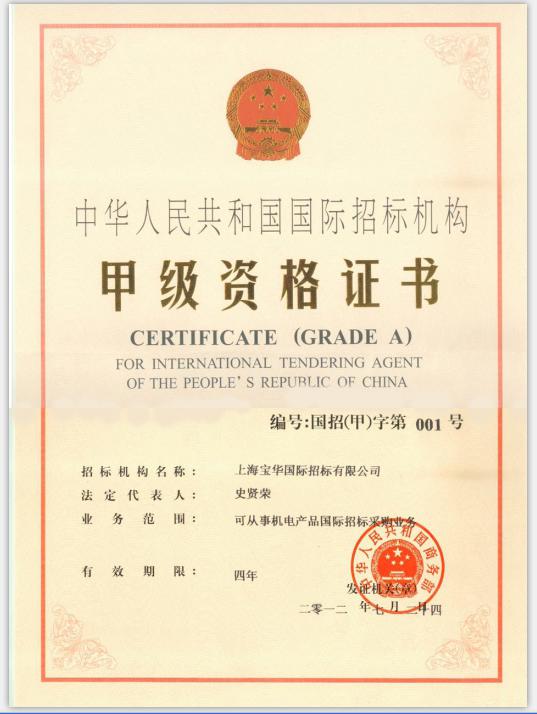 中华人民共和国国际招标机构
甲级资格证书
CERTIFICATE (GRADE A)
FOR INTERNATIONAL TENDERING AGENT
OF THE PEOPLE'S REPUBLIC OF CHINA
编号:国招(甲)字第 001 号
招标机构名称: 上海宝华国际招标有限公司
法定代表人: 史贤荣
业务范围: 可从事机电产品国际招标采购业务
有效期限: 四年
中华人民共和国商务部
发证机关(章)
二零一二 年七月二十四